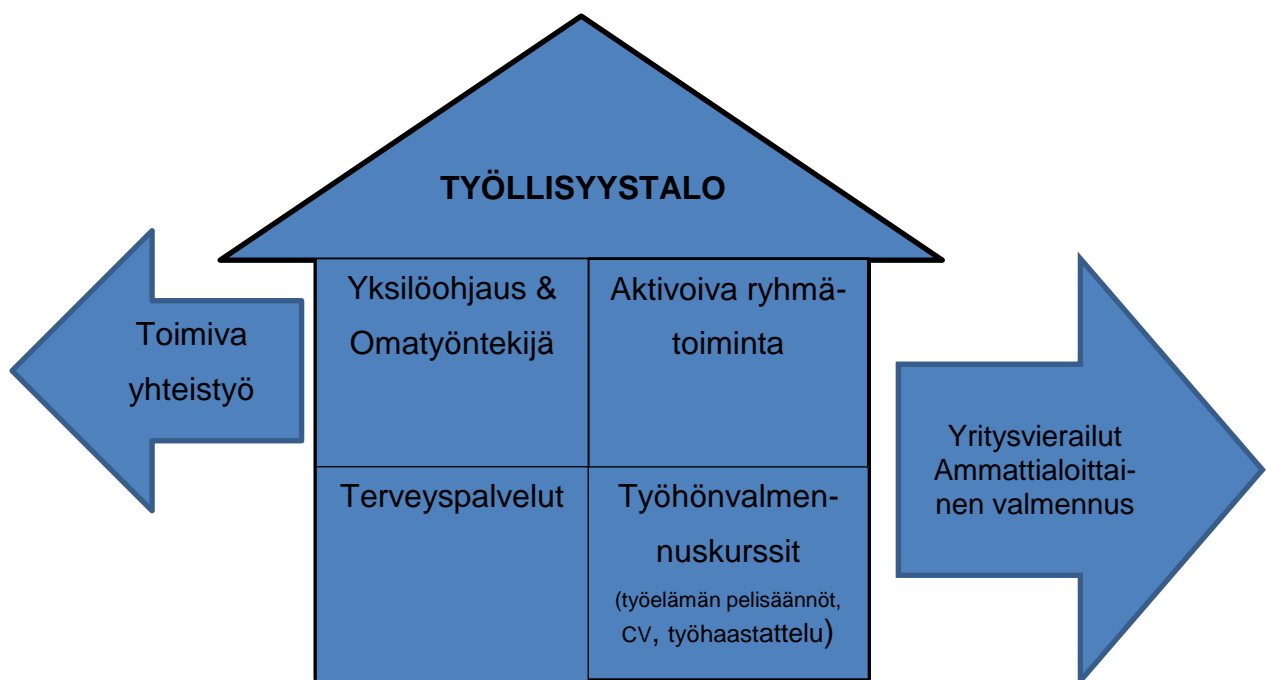 TYÖLLISYYSTALO
Toimiva
yhteistyö
Yksilöohjaus &
Omatyöntekijä
Aktivoiva ryhmä-
toiminta
Terveyspalvelut
Työhönvalmen-
nuskurssit
(työelämän pelisäännöt,
CV, työhaastattelu)
Yritysvierailut
Ammattialoittai-
nen valmennus